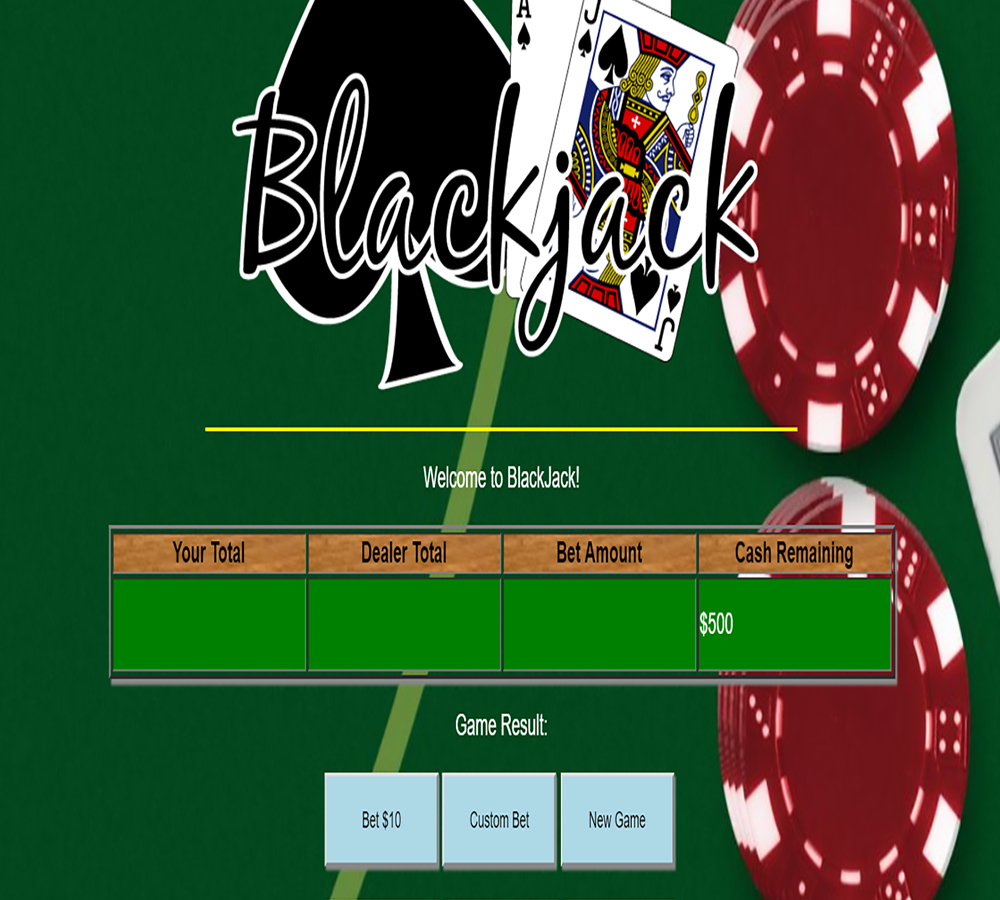 A
J
Blackjack
J
Welcome to BlackJack!
Your Total Dealer Total Bet Amount Cash Remaining
$500
Game Result:
Bet $10 Custom Bet New Game